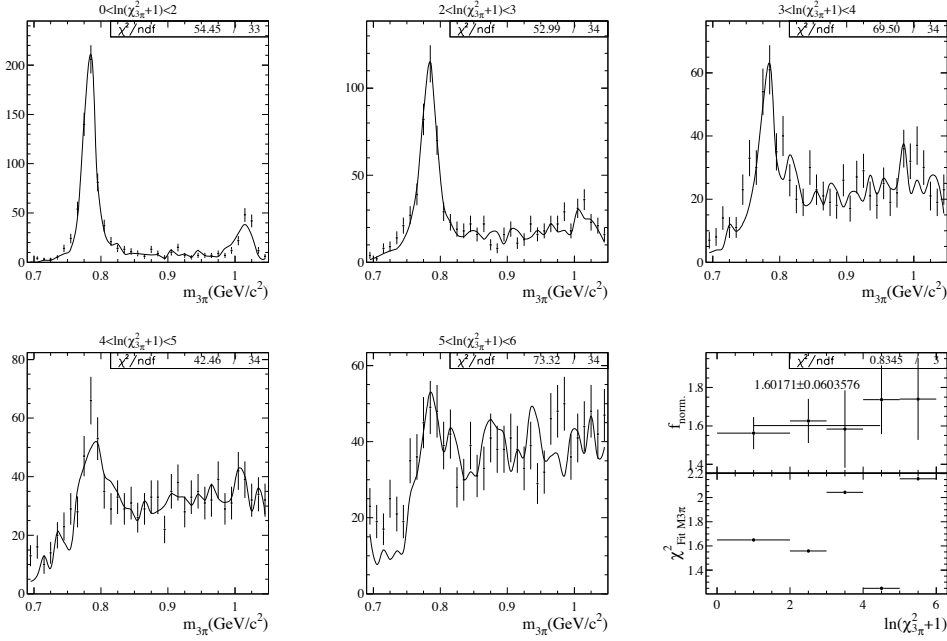 0<ln(χ²3π+1)<2
χ²/ndf 54.45 / 33
200
150
100
50
0
0.7 0.8 0.9 1
m3π(GeV/c²)
2<ln(χ²3π+1)<3
χ²/ndf 52.99 / 34
100
50
0
0.7 0.8 0.9 1
m3π(GeV/c²)
3<ln(χ²3π+1)<4
χ²/ndf 69.50 / 34
60
40
20
0
0.7 0.8 0.9 1
m3π(GeV/c²)
4<ln(χ²3π+1)<5
χ²/ndf 42.46 / 34
80
60
40
20
0
0.7 0.8 0.9 1
m3π(GeV/c²)
5<ln(χ²3π+1)<6
χ²/ndf 73.32 / 34
60
40
20
0
0.7 0.8 0.9 1
m3π(GeV/c²)
χ²/ndf 0.8345 / 3
1.60171±0.0603576
fnorm.
1.8
1.6
1.4
2.2
2
1.8
1.6
1.4
χ²Fit M3π
0 2 4 6
ln(χ²3π+1)